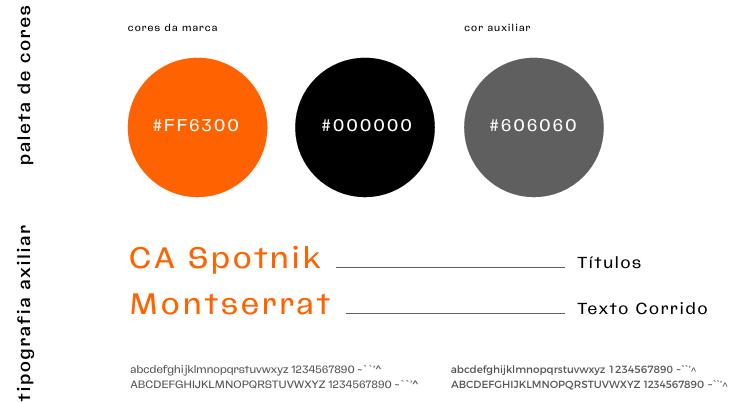 paleta de cores
cores da marca
cor auxiliar
#FF6300
#000000
#606060
tipografia axiliar
CA Spotnik
Títulos
Montserrat
Texto Corrido
abcdefghijklmnopqrstuvwxyz 1234567890 ~``'^
ABCDEFGHIJKLMNOPQRSTUVWXYZ 1234567890 ~``'^
abcdefghijklmnopqrstuvwxyz 1234567890 ~``'^
ABCDEFGHIJKLMNOPQRSTUVWXYZ 1234567890 ~``'^